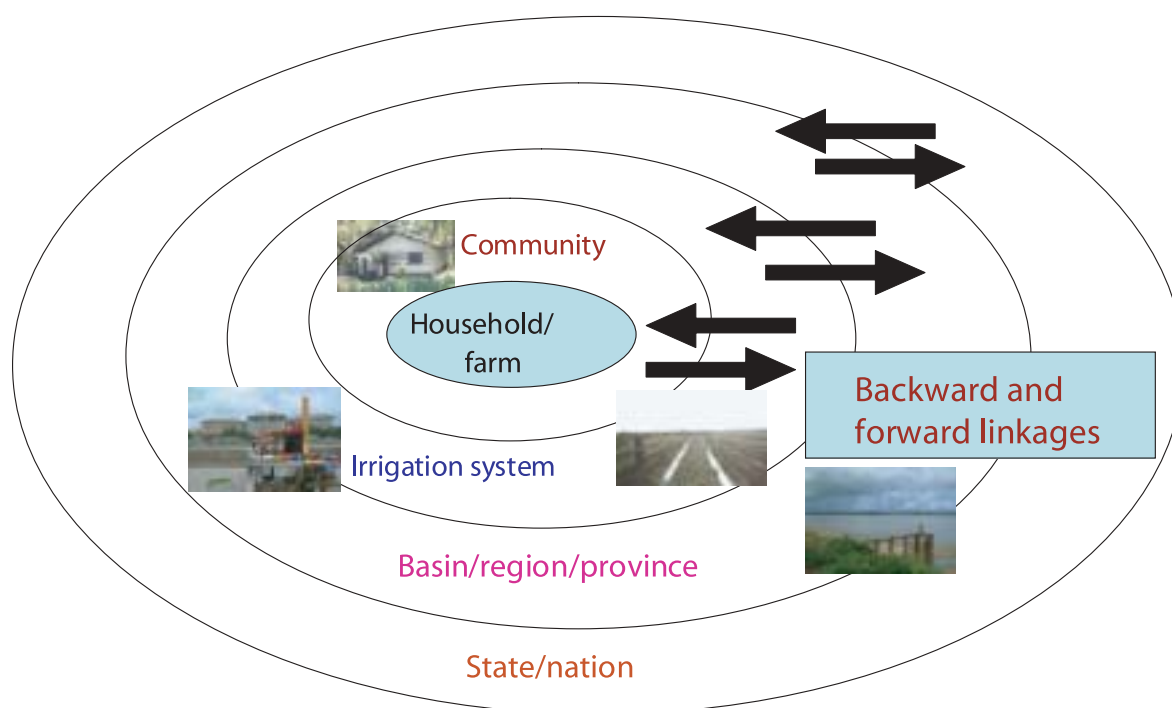 Community
Household/
farm
Backward and
forward linkages
Irrigation system
Basin/region/province
State/nation